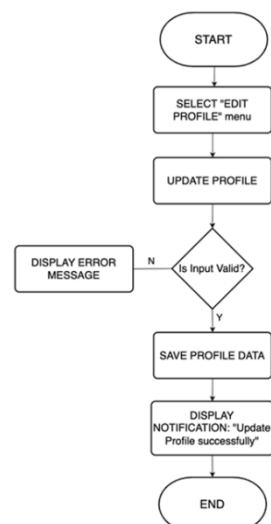 START
SELECT "EDIT
PROFILE" menu
UPDATE PROFILE
DISPLAY ERROR
MESSAGE
N
Is Input Valid?
Y
SAVE PROFILE DATA
DISPLAY
NOTIFICATION: "Update
Profile successfully"
END